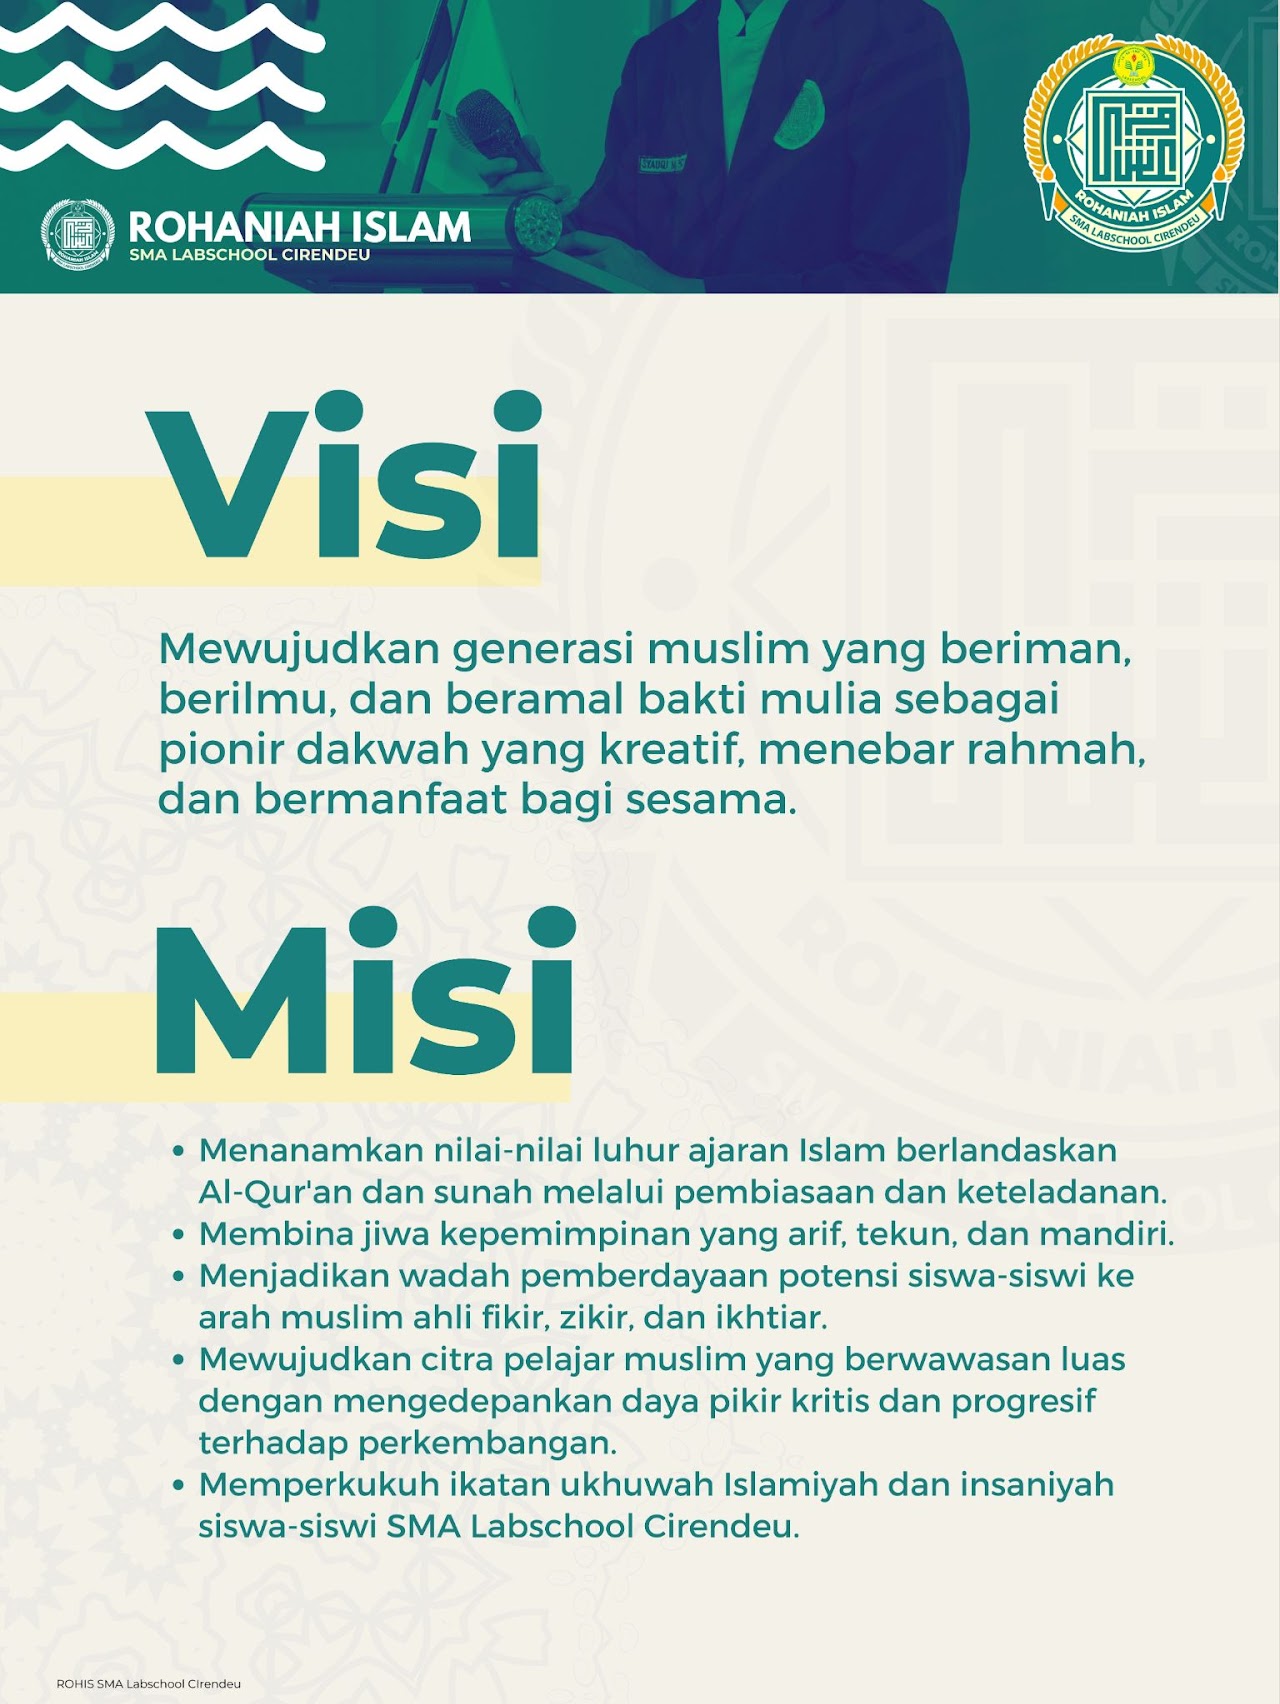 ROHANIAH ISLAM
SMA LABSCHOOL CIRENDEU
ROHANIAH ISLAM
SMA LABSCHOOL CIRENDEU
Visi
Mewujudkan generasi muslim yang beriman,
berilmu, dan beramal bakti mulia sebagai
pionir dakwah yang kreatif, menebar rahmah,
dan bermanfaat bagi sesama.
Misi
• Menanamkan nilai-nilai luhur ajaran Islam berlandaskan
Al-Qur'an dan sunah melalui pembiasaan dan keteladanan.
• Membina jiwa kepemimpinan yang arif, tekun, dan mandiri.
• Menjadikan wadah pemberdayaan potensi siswa-siswi ke
arah muslim ahli fikir, zikir, dan ikhtiar.
• Mewujudkan citra pelajar muslim yang berwawasan luas
dengan mengedepankan daya pikir kritis dan progresif
terhadap perkembangan.
• Memperkukuh ikatan ukhuwah Islamiyah dan insaniyah
siswa-siswi SMA Labschool Cirendeu.
ROHIS SMA Labschool CIrendeu